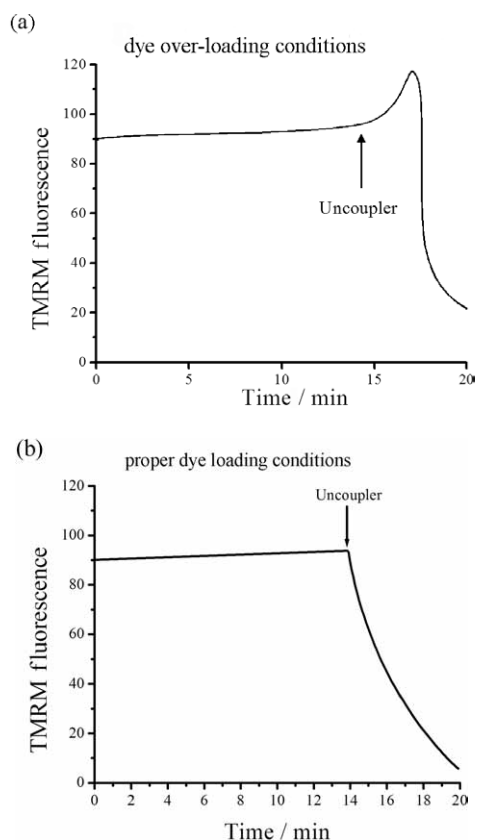 (a)
dye over-loading conditions
TMRM fluorescence
120
100
80
60
40
20
0
Uncoupler
0 5 10 15 20
Time / min
(b)
proper dye loading conditions
TMRM fluorescence
120
100
80
60
40
20
0
Uncoupler
0 2 4 6 8 10 12 14 16 18 20
Time / min